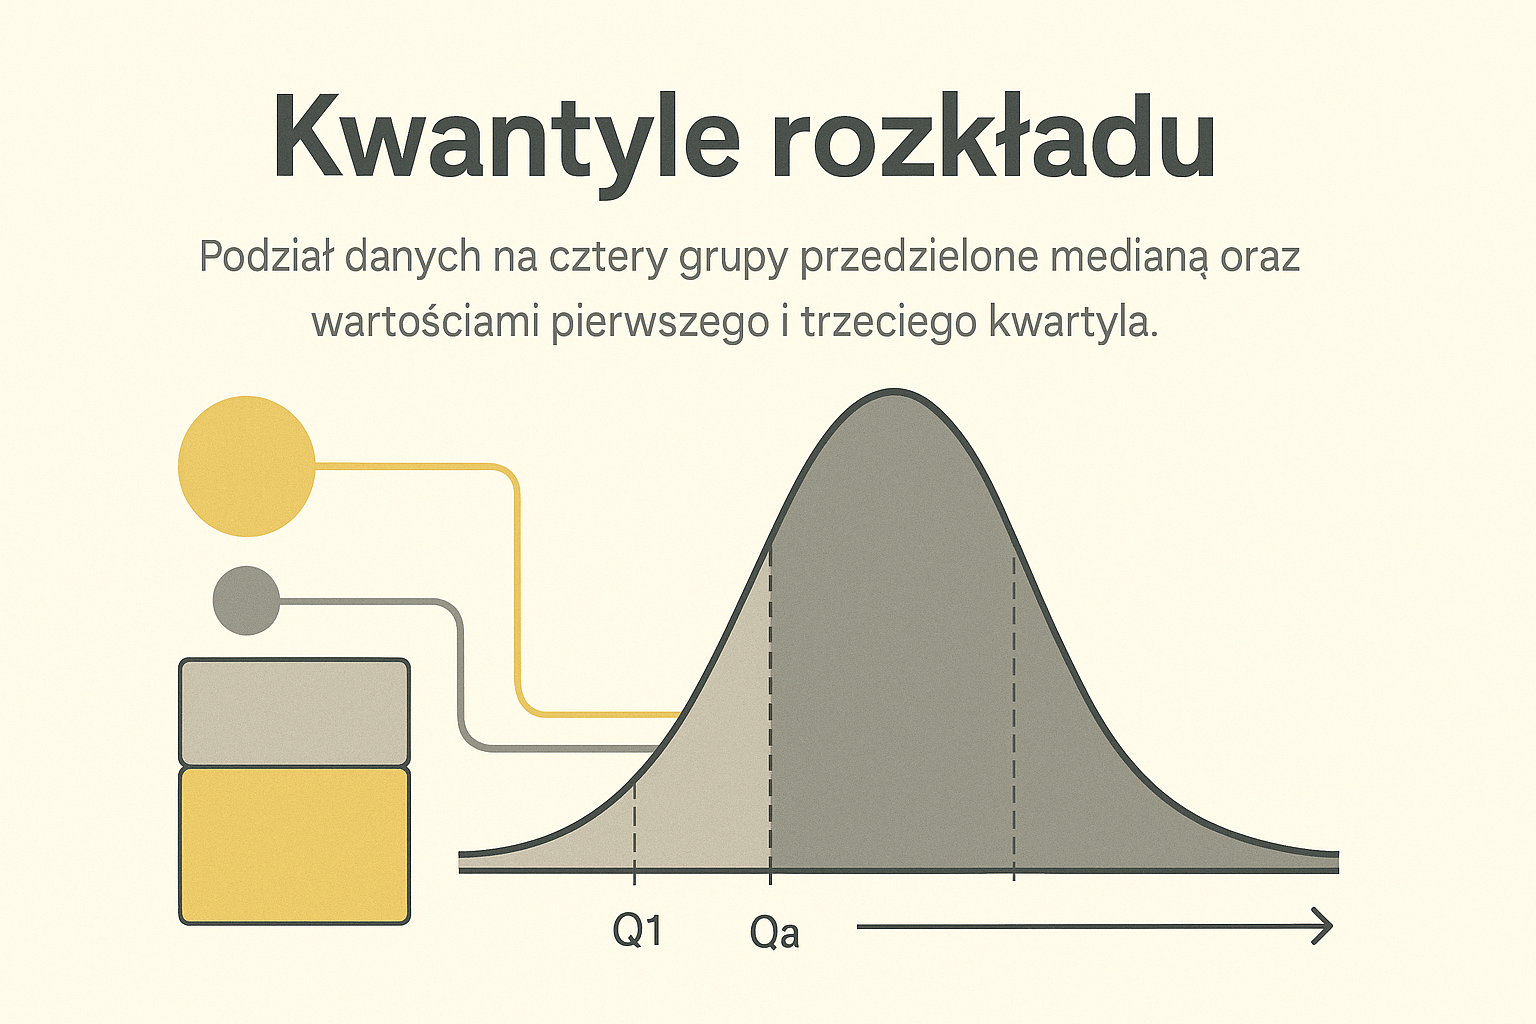 Kwantyle rozkładu
Podział danych na cztery grupy przedzielone medianą oraz
wartościami pierwszego i trzeciego kwartyla.
Q1 Qa